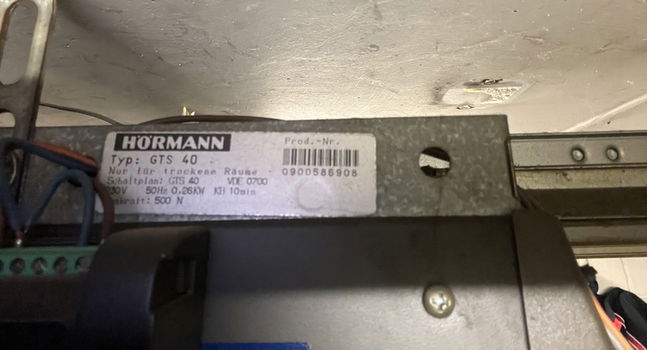 HÖRMANN
Typ: GTS 40
Nur für trockene Räume
Schaltplan: GTS 40 VDE 0700
50Hz 0.26KW KB 10min
500 N
Prod.-Nr.
0900586908